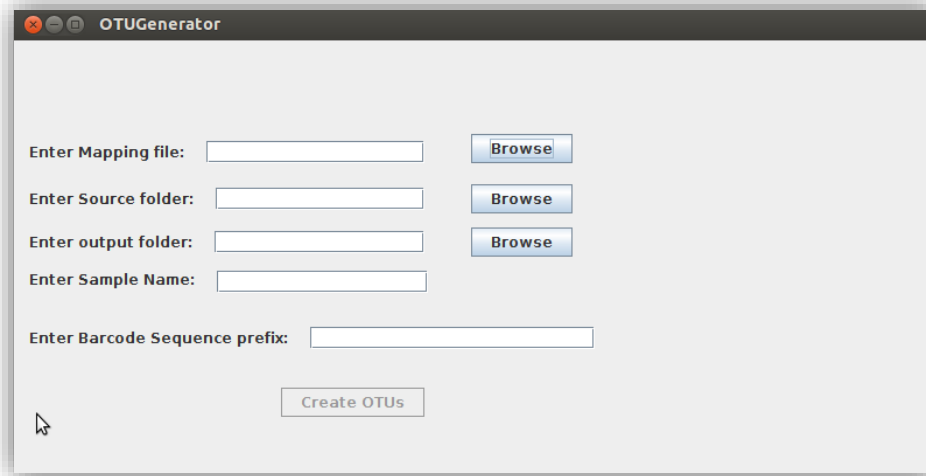 OTUGenerator
Enter Mapping file: Browse
Enter Source folder: Browse
Enter output folder: Browse
Enter Sample Name:
Enter Barcode Sequence prefix:
Create OTUs